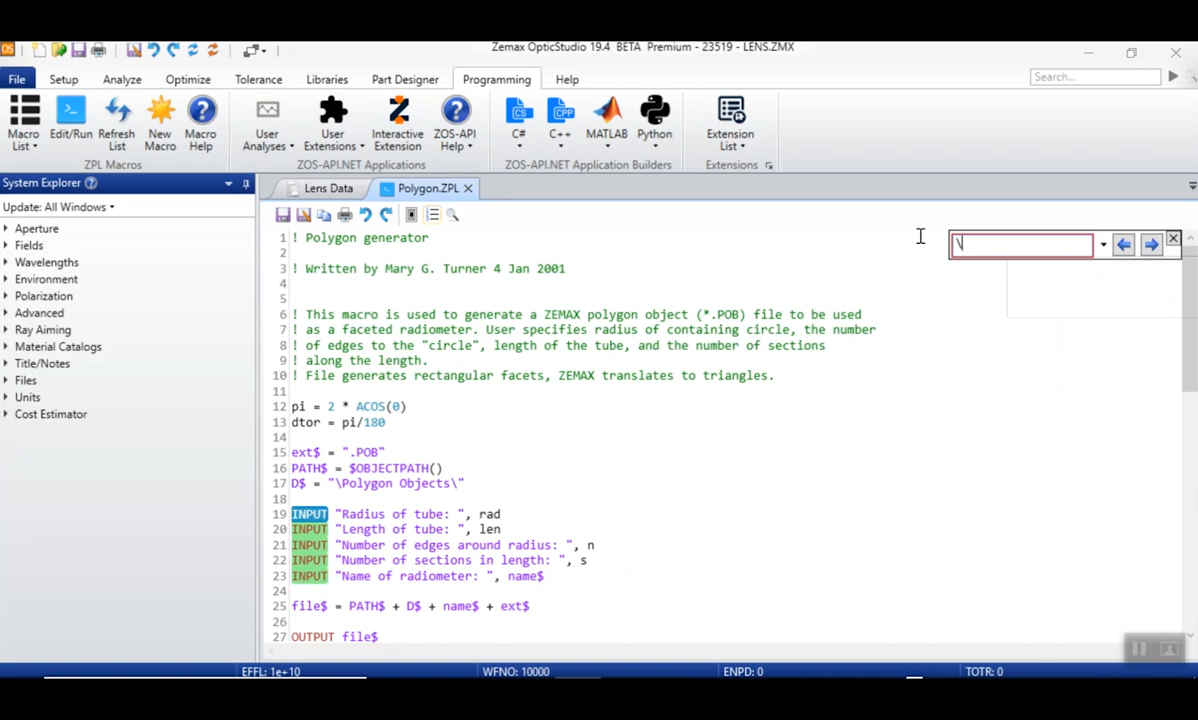 Zemax OpticStudio 19.4 BETA Premium - 23519 - LENS.ZMX
OS
File Setup Analyze Optimize Tolerance Libraries Part Designer Programming Help
Search...
Macro List Edit/Run Refresh List New Macro Macro Help
User Analyses User Extensions Interactive Extension ZOS-API Help
CS C# CPP C++ MATLAB Python
Extension List
ZPL Macros ZOS-API.NET Applications ZOS-API.NET Application Builders Extensions
System Explorer
Update: All Windows
Aperture
Fields
Wavelengths
Environment
Polarization
Advanced
Ray Aiming
Material Catalogs
Title/Notes
Files
Units
Cost Estimator
Lens Data Polygon.ZPL
\
1 ! Polygon generator
2
3 ! Written by Mary G. Turner 4 Jan 2001
4
5
6 ! This macro is used to generate a ZEMAX polygon object (*.POB) file to be used
7 ! as a faceted radiometer. User specifies radius of containing circle, the number
8 ! of edges to the "circle", length of the tube, and the number of sections
9 ! along the length.
10 ! File generates rectangular facets, ZEMAX translates to triangles.
11
12 pi = 2 * ACOS(0)
13 dtor = pi/180
14
15 ext$ = ".POB"
16 PATH$ = $OBJECTPATH()
17 D$ = "\Polygon Objects\"
18
19 INPUT "Radius of tube: ", rad
20 INPUT "Length of tube: ", len
21 INPUT "Number of edges around radius: ", n
22 INPUT "Number of sections in length: ", s
23 INPUT "Name of radiometer: ", name$
24
25 file$ = PATH$ + D$ + name$ + ext$
26
27 OUTPUT file$
EFFL: 1e+10 WFNO: 10000 ENPD: 0 TOTR: 0